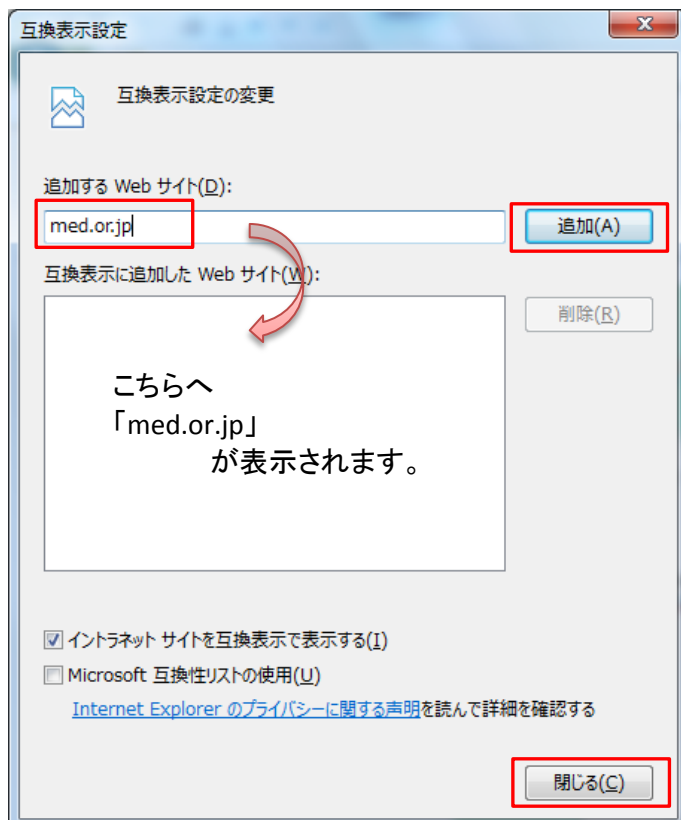 互換表示設定
互換表示設定の変更
追加する Web サイト(D):
med.or.jp
追加(A)
互換表示に追加した Web サイト(W):
削除(R)
こちらへ
「med.or.jp」
が表示されます。
イントラネット サイトを互換表示で表示する(I)
Microsoft 互換性リストの使用(U)
Internet Explorer のプライバシーに関する声明を読んで詳細を確認する
閉じる(C)